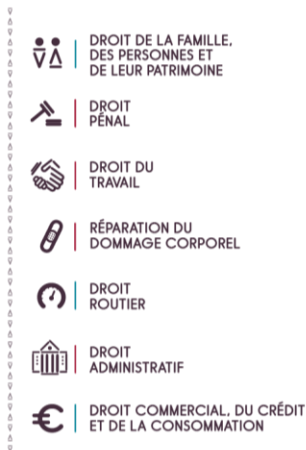 DROIT DE LA FAMILLE,
DES PERSONNES ET
DE LEUR PATRIMOINE
DROIT
PÉNAL
DROIT DU
TRAVAIL
RÉPARATION DU
DOMMAGE CORPOREL
DROIT
ROUTIER
DROIT
ADMINISTRATIF
DROIT COMMERCIAL, DU CRÉDIT
ET DE LA CONSOMMATION